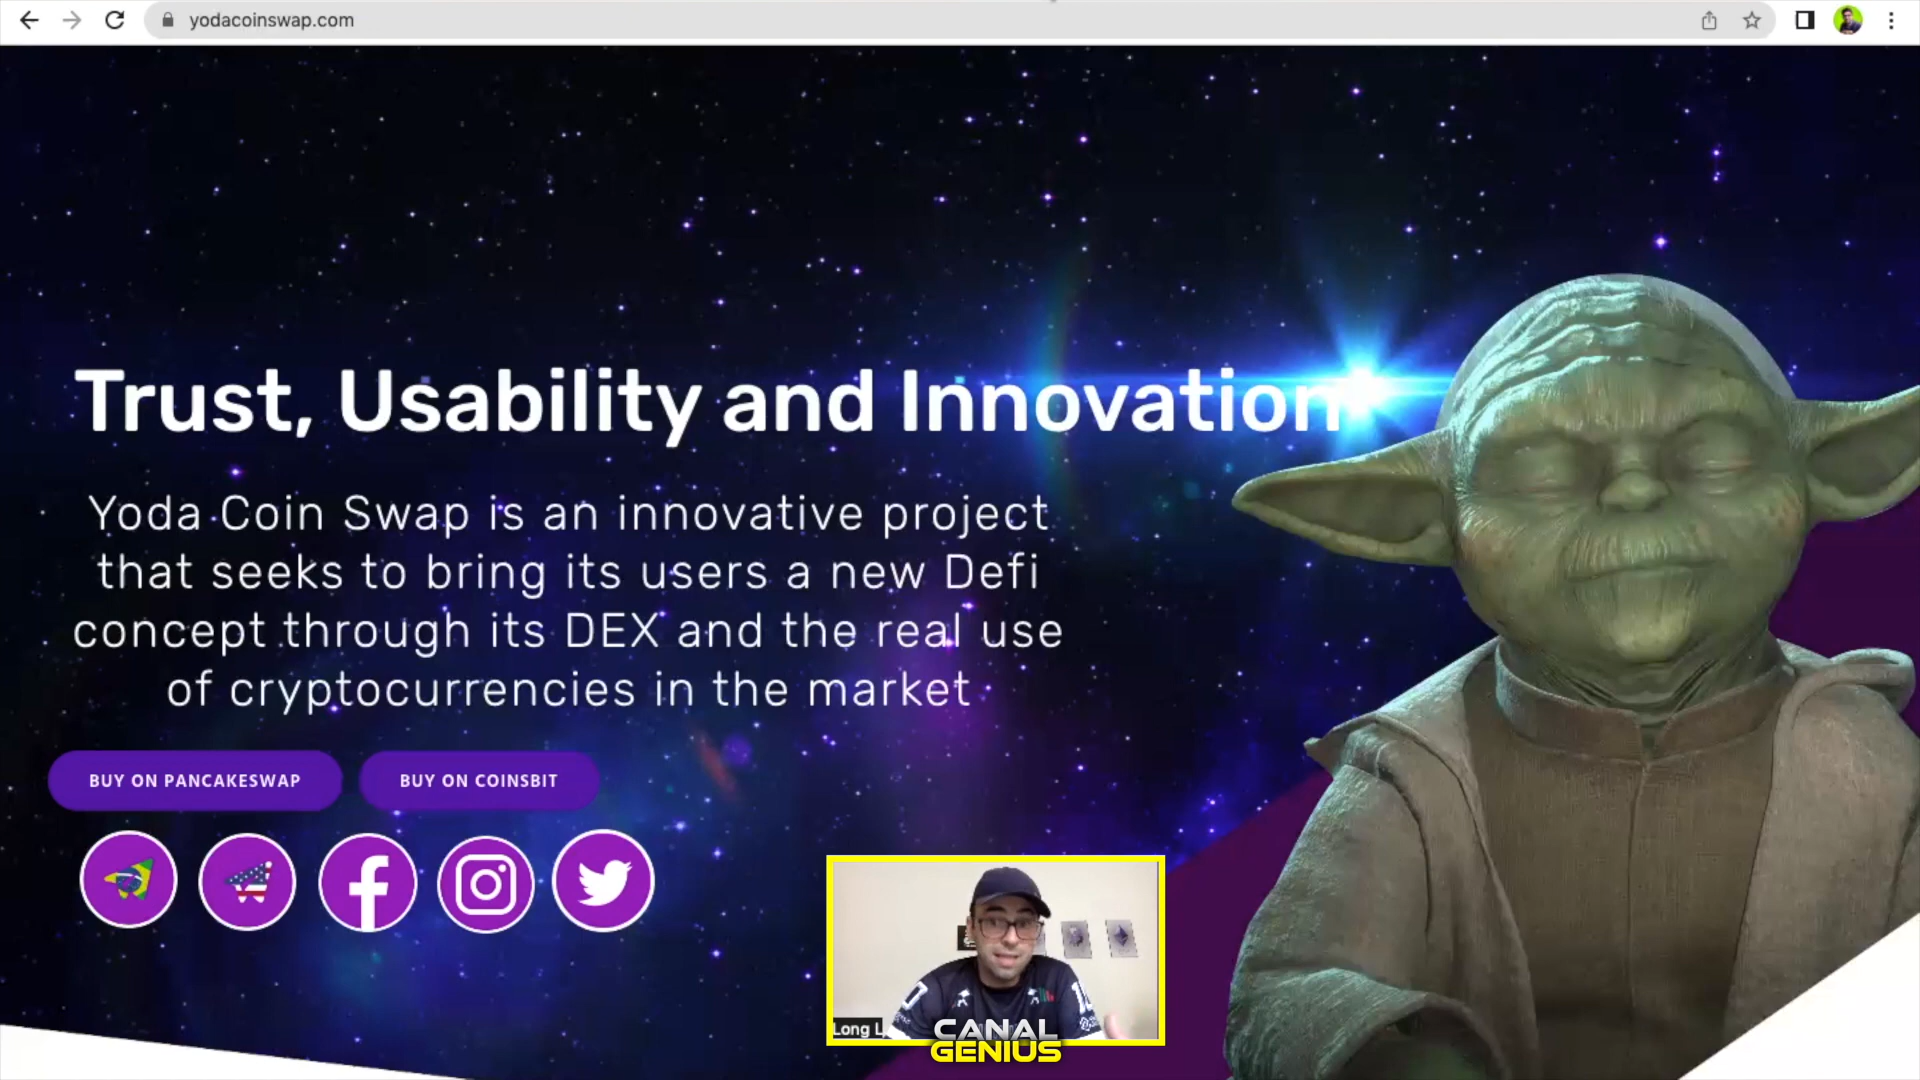 yodacoinswap.com
Trust, Usability and Innovation
Yoda Coin Swap is an innovative project
that seeks to bring its users a new Defi
concept through its DEX and the real use
of cryptocurrencies in the market
BUY ON PANCAKESWAP
BUY ON COINSBIT
Long L
CANAL
GENIUS